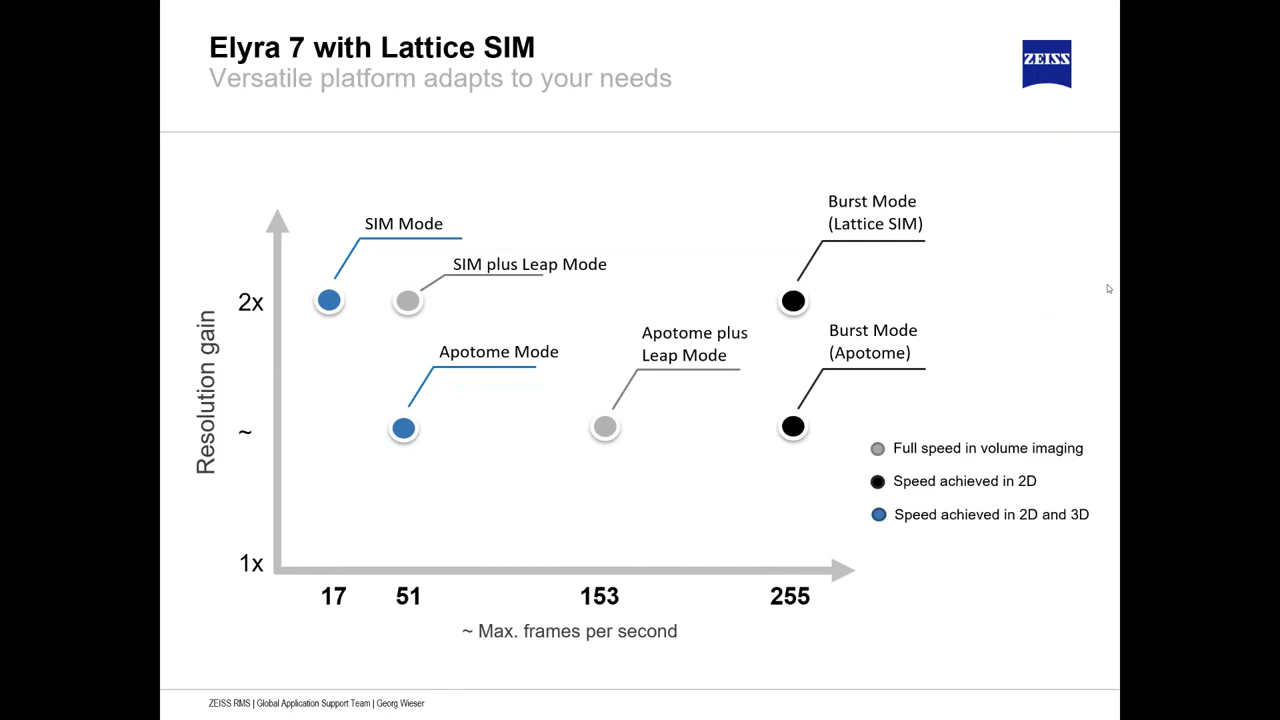 Elyra 7 with Lattice SIM
Versatile platform adapts to your needs
ZEISS
Burst Mode
(Lattice SIM)
SIM Mode
SIM plus Leap Mode
2x
Apotome plus
Leap Mode
Burst Mode
(Apotome)
Apotome Mode
Resolution gain
~
Full speed in volume imaging
Speed achieved in 2D
Speed achieved in 2D and 3D
1x
17 51 153 255
~ Max. frames per second
ZEISS RMS | Global Application Support Team | Georg Wieser